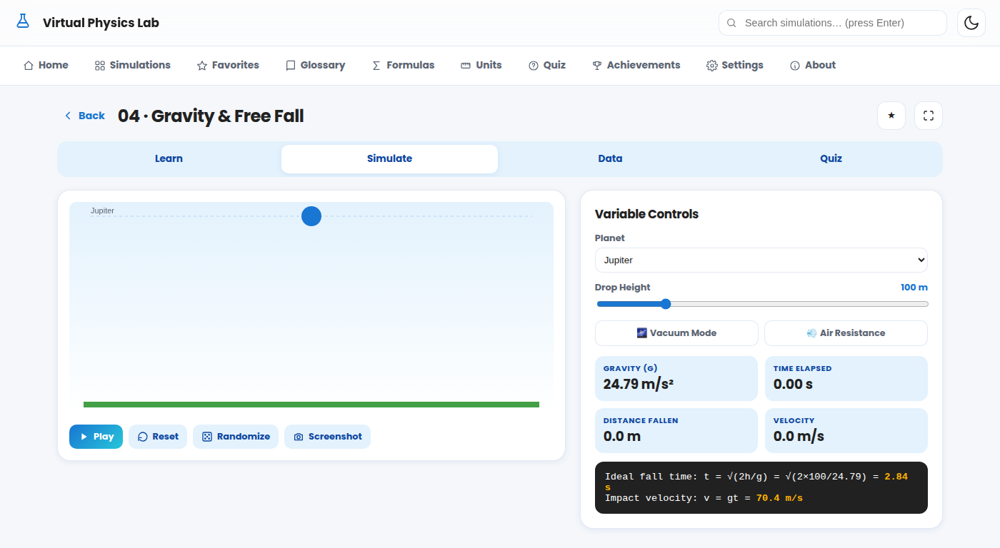 Virtual Physics Lab
Search simulations… (press Enter)
Home
Simulations
Favorites
Glossary
Formulas
Units
Quiz
Achievements
Settings
About
Back
04 · Gravity & Free Fall
★
Learn
Simulate
Data
Quiz
Jupiter
Play
Reset
Randomize
Screenshot
Variable Controls
Planet
Jupiter
Drop Height
100 m
🌌 Vacuum Mode
💨 Air Resistance
GRAVITY (G)
24.79 m/s²
TIME ELAPSED
0.00 s
DISTANCE FALLEN
0.0 m
VELOCITY
0.0 m/s
Ideal fall time: t = √(2h/g) = √(2×100/24.79) = 2.84
s
Impact velocity: v = gt = 70.4 m/s